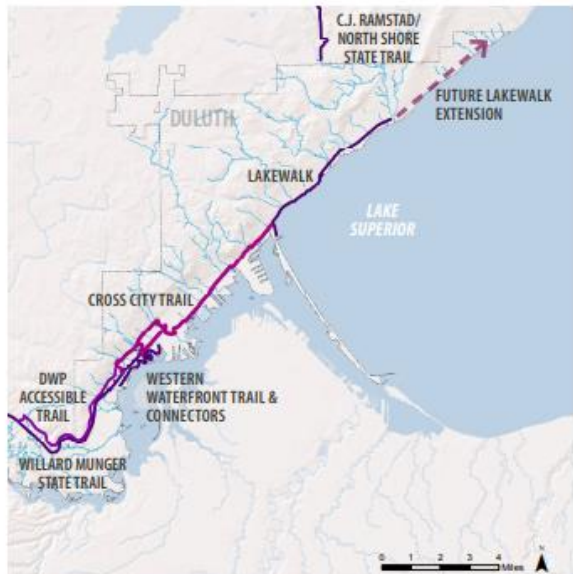 C.J. RAMSTAD/
NORTH SHORE
STATE TRAIL
FUTURE LAKEWALK
EXTENSION
DULUTH
LAKEWALK
LAKE
SUPERIOR
CROSS CITY TRAIL
DWP
ACCESSIBLE
TRAIL
WESTERN
WATERFRONT TRAIL &
CONNECTORS
WILLARD MUNGER
STATE TRAIL
N
0 1 2 3 4
Miles